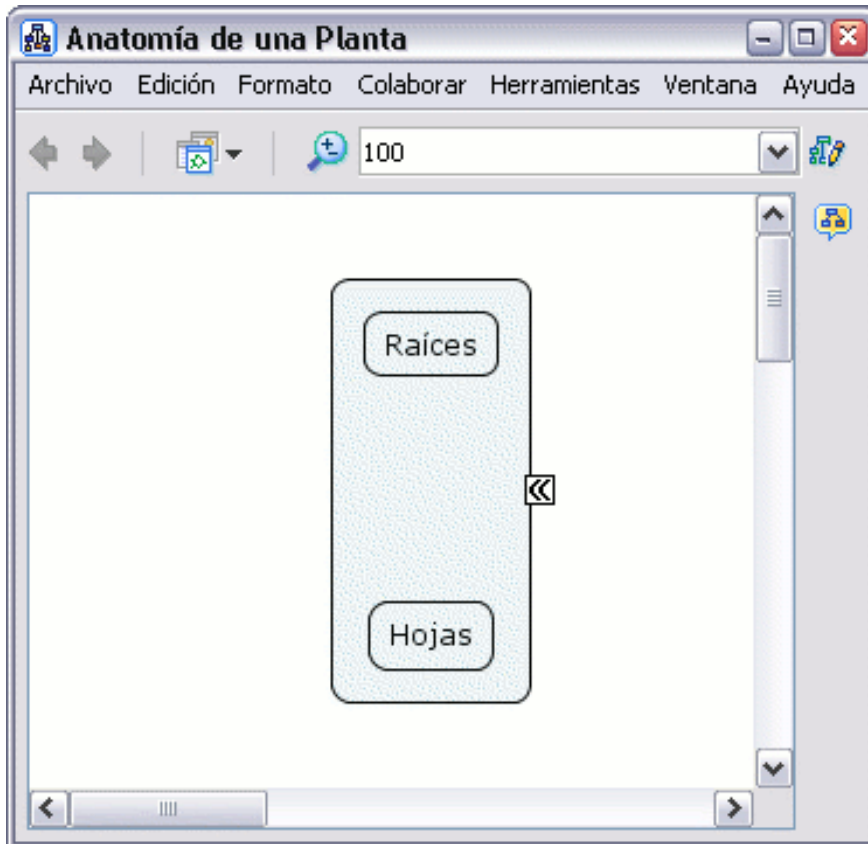 Anatomía de una Planta
Archivo Edición Formato Colaborar Herramientas Ventana Ayuda
100
Raíces
Hojas